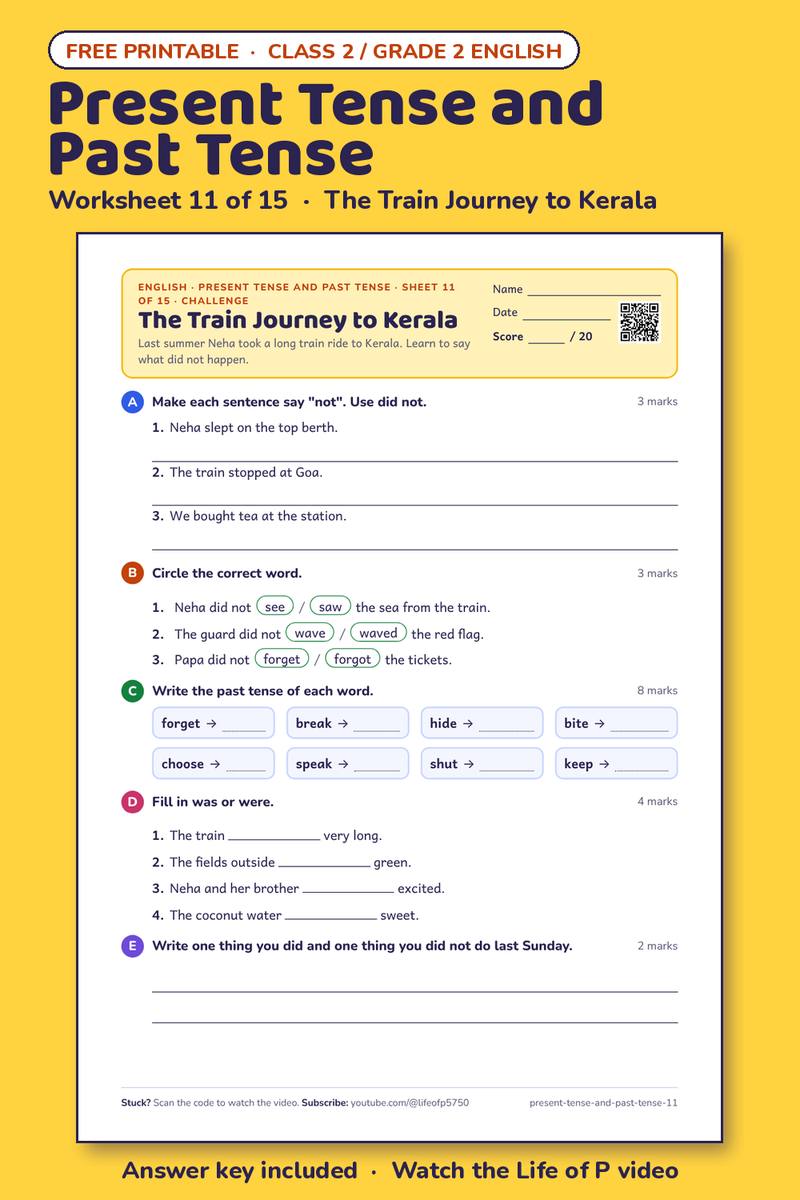 FREE PRINTABLE · CLASS 2 / GRADE 2 ENGLISH
Present Tense and
Past Tense
Worksheet 11 of 15 · The Train Journey to Kerala
ENGLISH · PRESENT TENSE AND PAST TENSE · SHEET 11
OF 15 · CHALLENGE
The Train Journey to Kerala
Last summer Neha took a long train ride to Kerala. Learn to say
what did not happen.
Name
Date
Score / 20
A Make each sentence say "not". Use did not. 3 marks
1. Neha slept on the top berth.
2. The train stopped at Goa.
3. We bought tea at the station.
B Circle the correct word. 3 marks
1. Neha did not see / saw the sea from the train.
2. The guard did not wave / waved the red flag.
3. Papa did not forget / forgot the tickets.
C Write the past tense of each word. 8 marks
forget → break → hide → bite →
choose → speak → shut → keep →
D Fill in was or were. 4 marks
1. The train ____________ very long.
2. The fields outside ____________ green.
3. Neha and her brother ____________ excited.
4. The coconut water ____________ sweet.
E Write one thing you did and one thing you did not do last Sunday. 2 marks
Stuck? Scan the code to watch the video. Subscribe: youtube.com/@lifeofp5750 present-tense-and-past-tense-11
Answer key included · Watch the Life of P video